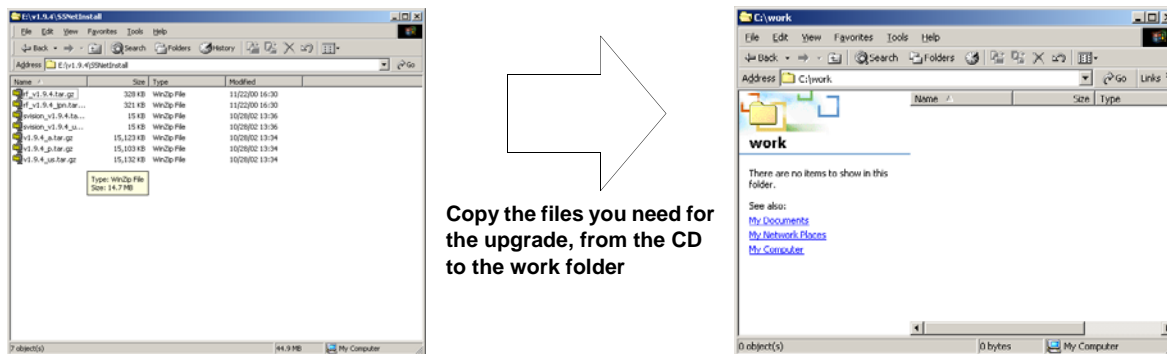 E:\v1.9.4\SSNetInstall
File Edit View Favorites Tools Help
Back Search Folders History
Address E:\v1.9.4\SSNetInstall Go
Name Size Type Modified
rf_v1.9.4.tar.gz 328 KB WinZip File 11/22/00 16:30
rf_v1.9.4_jpn.tar... 321 KB WinZip File 11/22/00 16:30
svision_v1.9.4.ta... 15 KB WinZip File 10/28/02 13:36
svision_v1.9.4_u... 15 KB WinZip File 10/28/02 13:36
v1.9.4_a.tar.gz 15,123 KB WinZip File 10/28/02 13:34
v1.9.4_p.tar.gz 15,103 KB WinZip File 10/28/02 13:34
v1.9.4_us.tar.gz 15,132 KB WinZip File 10/28/02 13:34
Type: WinZip File
Size: 14.7 MB
7 object(s) 44.9 MB My Computer
Copy the files you need for
the upgrade, from the CD
to the work folder
C:\work
File Edit View Favorites Tools Help
Back Search Folders
Address C:\work Go Links
Name Size Type
work
There are no items to show in this
folder.
See also:
My Documents
My Network Places
My Computer
0 object(s) 0 bytes My Computer